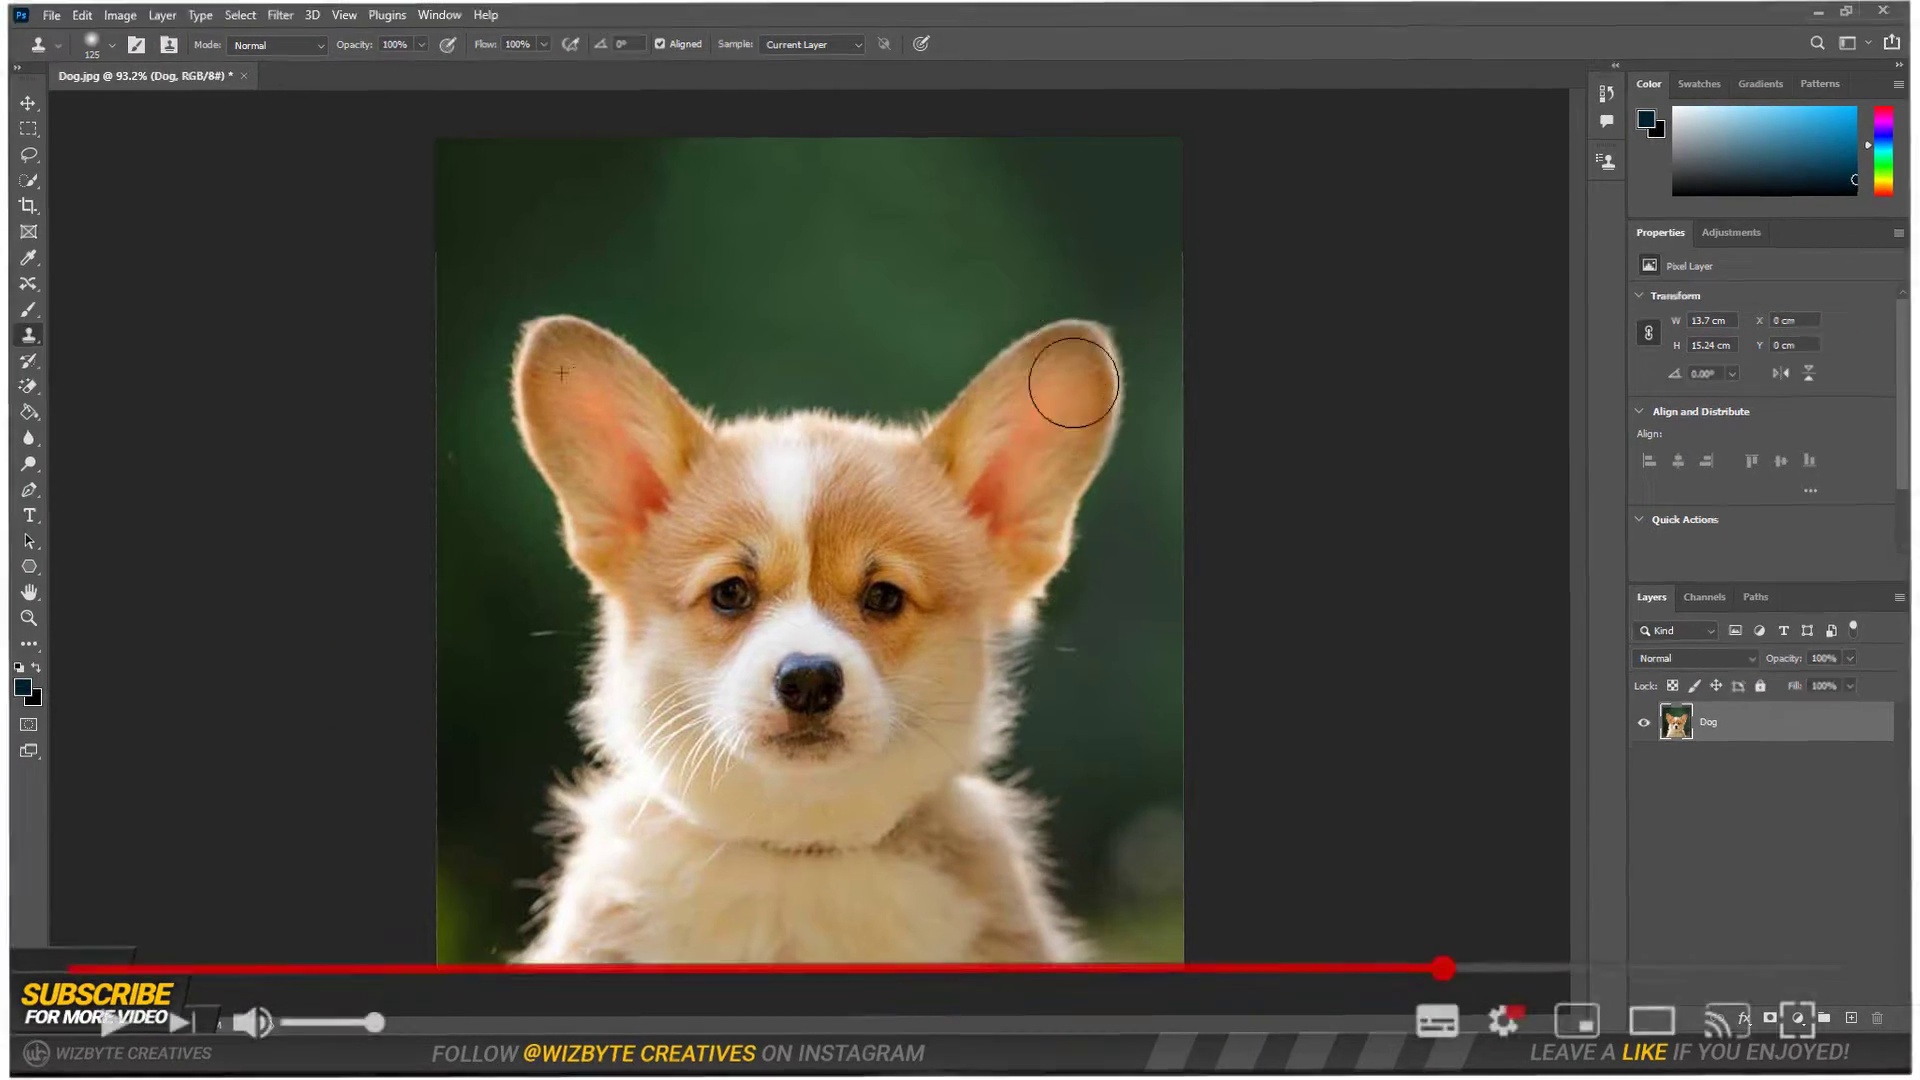 Ps File Edit Image Layer Type Select Filter 3D View Plugins Window Help
125 Mode: Normal Opacity: 100% Flow: 100% 0° Aligned Sample: Current Layer
Dog.jpg @ 93.2% (Dog, RGB/8#) *
Color Swatches Gradients Patterns
Properties Adjustments
Pixel Layer
Transform
W 13.7 cm X 0 cm
H 15.24 cm Y 0 cm
0.00°
Align and Distribute
Align:
Quick Actions
Layers Channels Paths
Kind
Normal Opacity: 100%
Lock: Fill: 100%
Dog
fx
SUBSCRIBE
FOR MORE VIDEO
WIZBYTE CREATIVES
FOLLOW @WIZBYTE CREATIVES ON INSTAGRAM
LEAVE A LIKE IF YOU ENJOYED!